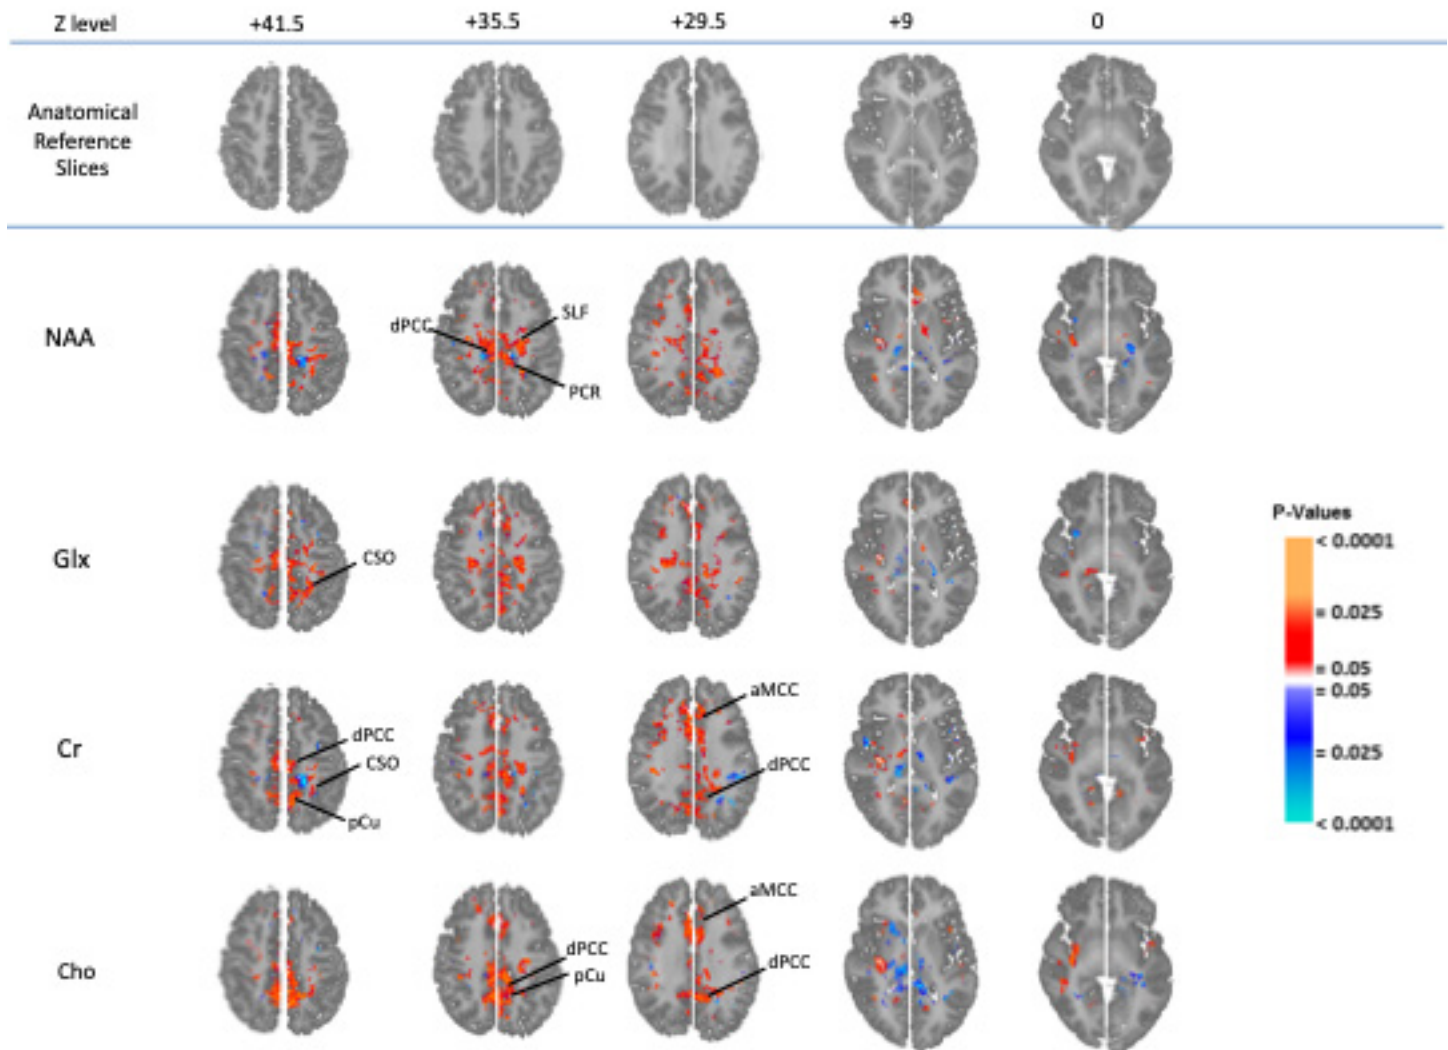 Z level +41.5 +35.5 +29.5 +9 0
Anatomical
Reference
Slices
NAA
dPCC
SLF
PCR
Glx
CSO
P-Values
< 0.0001
= 0.025
= 0.05
= 0.05
= 0.025
< 0.0001
Cr
dPCC
CSO
pCu
aMCC
dPCC
Cho
dPCC
pCu
aMCC
dPCC